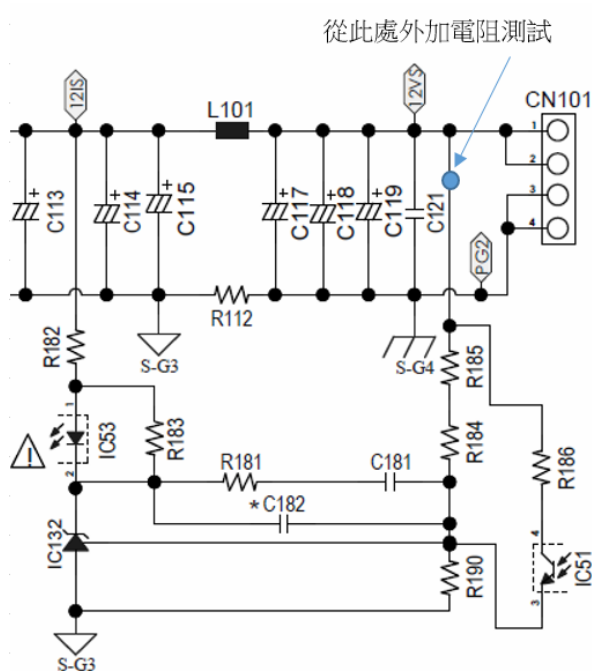 從此處外加電阻測試
12IS
L101
12VS
CN101
1
2
3
4
C113
C114
C115
C117
C118
C119
C121
PG2
R112
R182
S-G3
S-G4
R185
1
IC53
2
R183
R184
R181
C181
R186
* C182
4
IC51
3
IC132
R190
S-G3